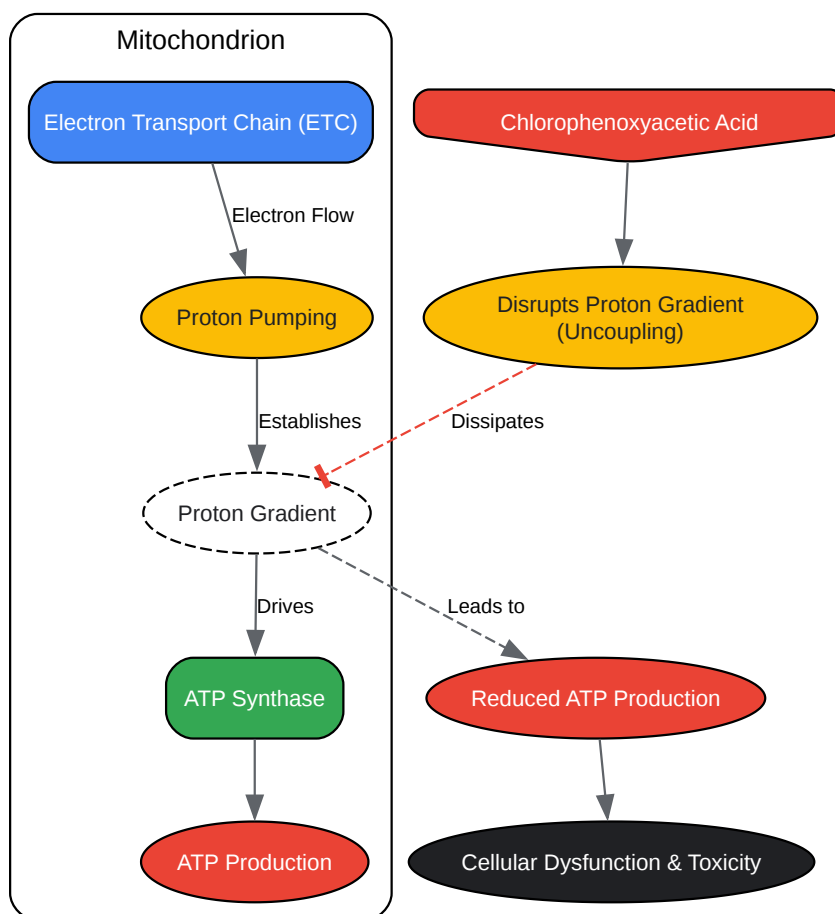 Mitochondrion
Electron Transport Chain (ETC)
Chlorophenoxyacetic Acid
Electron Flow
Proton Pumping
Disrupts Proton Gradient
(Uncoupling)
Establishes
Dissipates
Proton Gradient
Drives
Leads to
ATP Synthase
Reduced ATP Production
ATP Production
Cellular Dysfunction & Toxicity